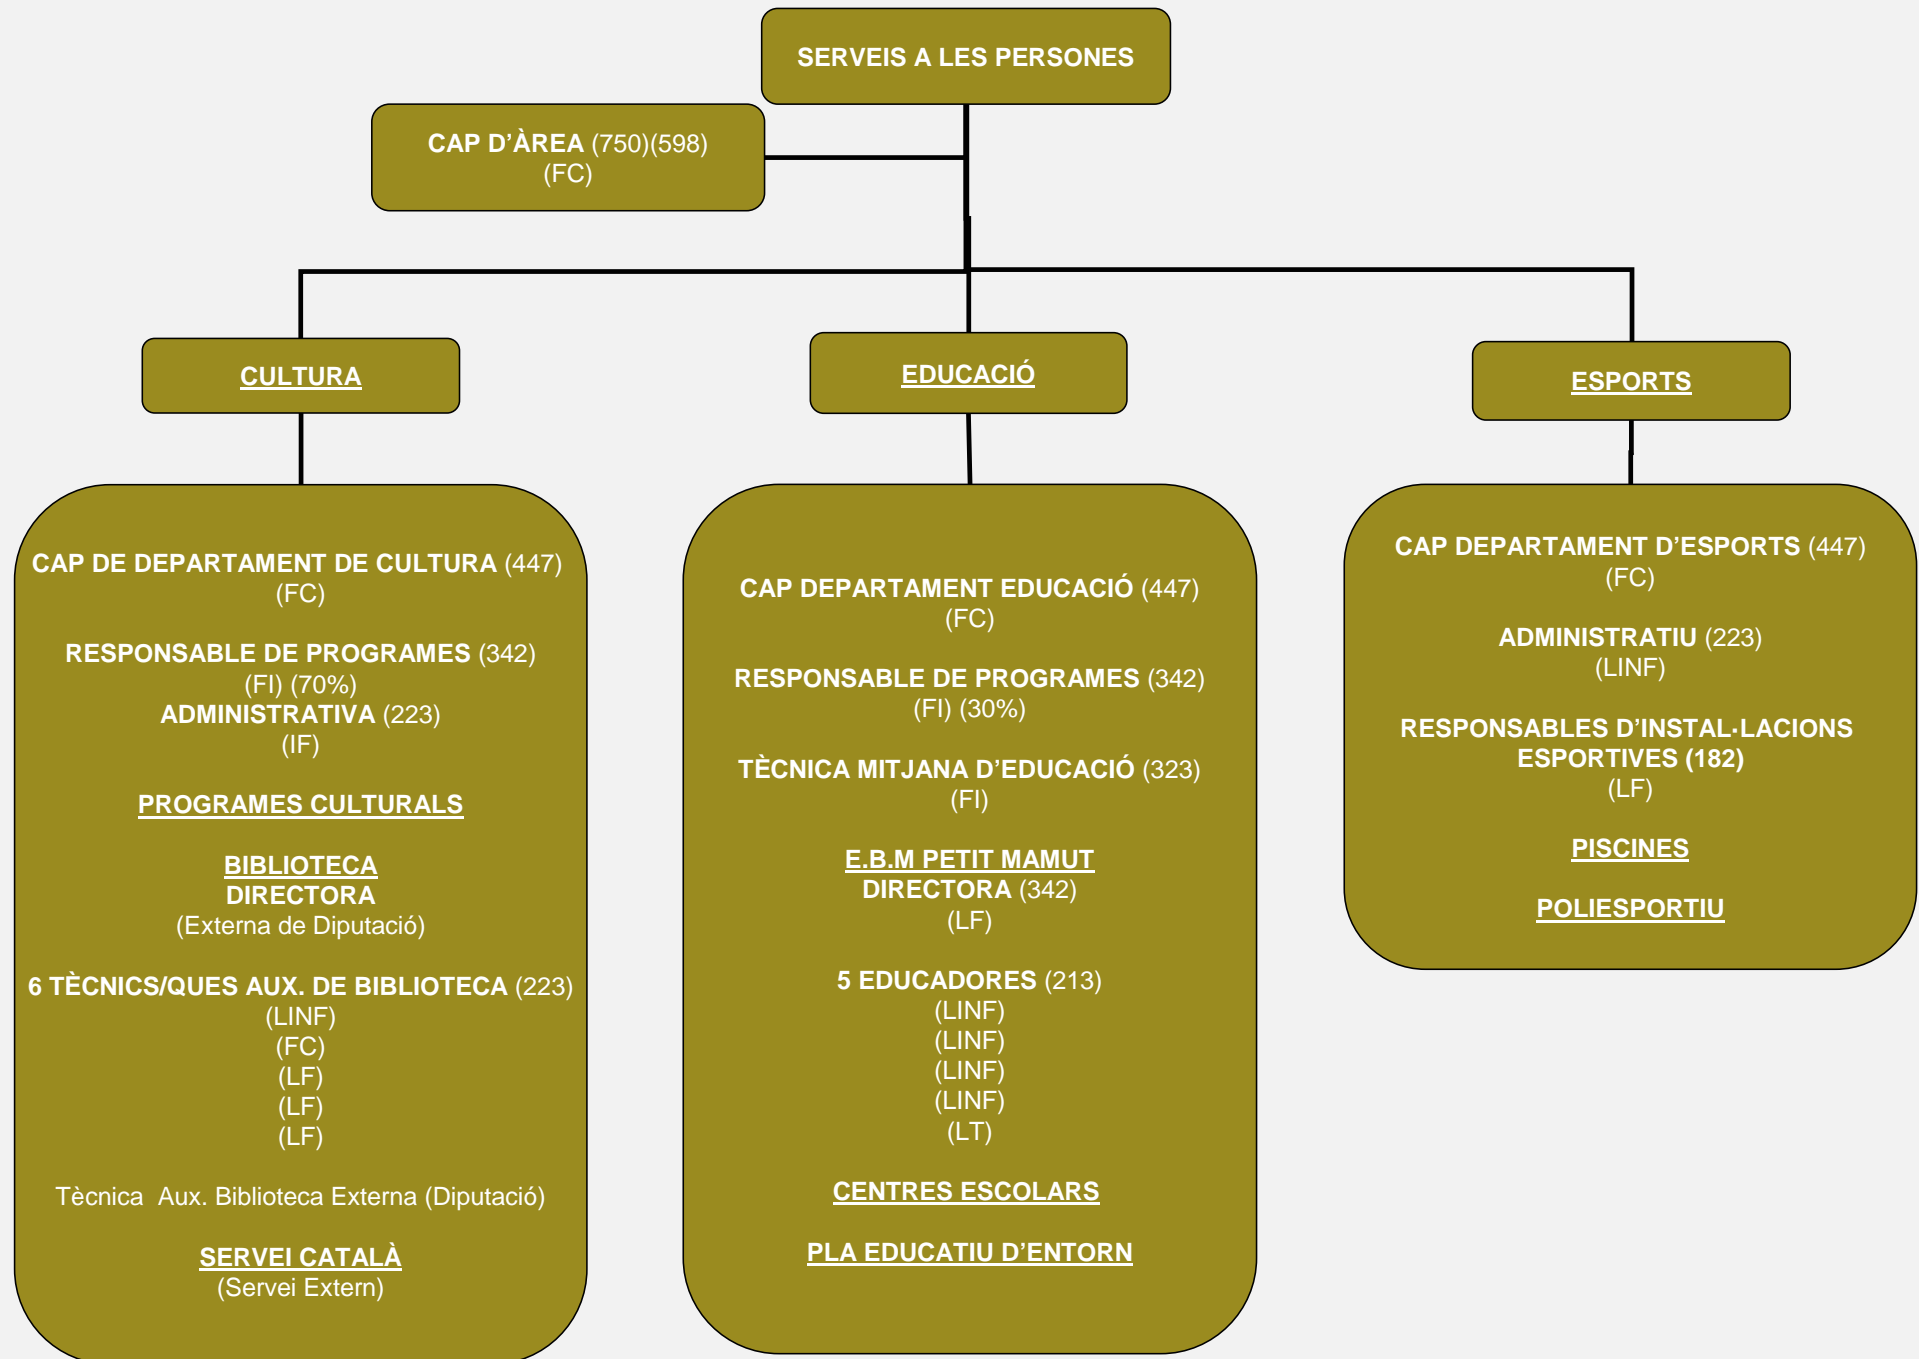 SERVEIS A LES PERSONES
CAP D’ÀREA (750)(598)
(FC)
CULTURA
EDUCACIÓ
ESPORTS
CAP DE DEPARTAMENT DE CULTURA (447)
(FC)
RESPONSABLE DE PROGRAMES (342)
(FI) (70%)
ADMINISTRATIVA (223)
(IF)
PROGRAMES CULTURALS
BIBLIOTECA
DIRECTORA
(Externa de Diputació)
6 TÈCNICS/QUES AUX. DE BIBLIOTECA (223)
(LINF)
(FC)
(LF)
(LF)
(LF)
Tècnica Aux. Biblioteca Externa (Diputació)
SERVEI CATALÀ
(Servei Extern)
CAP DEPARTAMENT EDUCACIÓ (447)
(FC)
RESPONSABLE DE PROGRAMES (342)
(FI) (30%)
TÈCNICA MITJANA D’EDUCACIÓ (323)
(FI)
E.B.M PETIT MAMUT
DIRECTORA (342)
(LF)
5 EDUCADORES (213)
(LINF)
(LINF)
(LINF)
(LINF)
(LT)
CENTRES ESCOLARS
PLA EDUCATIU D’ENTORN
CAP DEPARTAMENT D’ESPORTS (447)
(FC)
ADMINISTRATIU (223)
(LINF)
RESPONSABLES D’INSTAL·LACIONS
ESPORTIVES (182)
(LF)
PISCINES
POLIESPORTIU